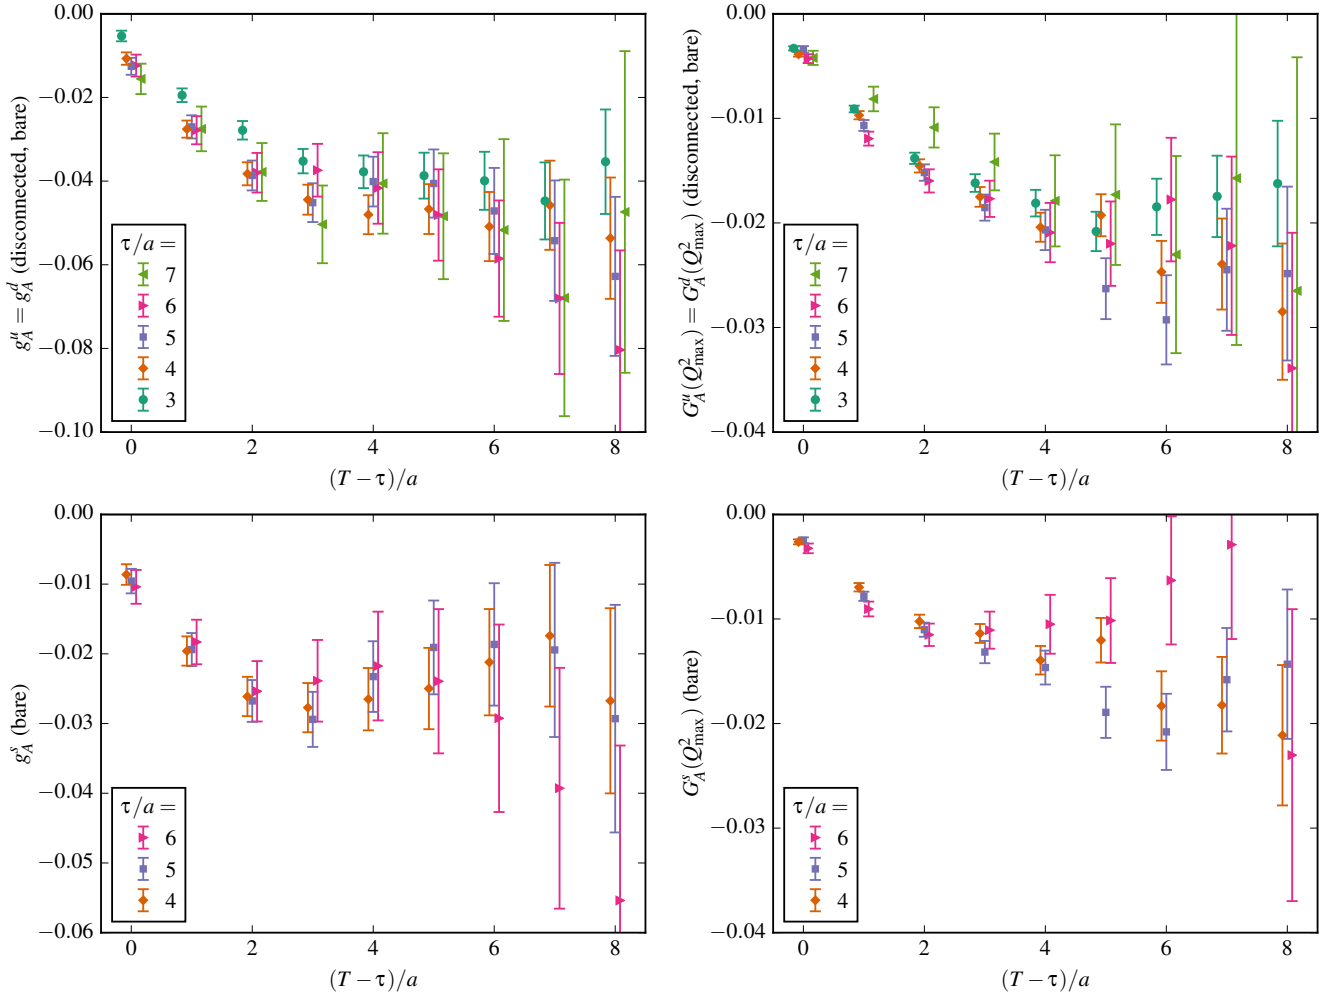 0.00
−0.02
−0.04
−0.06
−0.08
−0.10
g_A^u = g_A^d (disconnected, bare)
τ/a =
7
6
5
4
3
0 2 4 6 8
(T − τ)/a
0.00
−0.01
−0.02
−0.03
−0.04
G_A^u(Q_max^2) = G_A^d(Q_max^2) (disconnected, bare)
τ/a =
7
6
5
4
3
0 2 4 6 8
(T − τ)/a
0.00
−0.01
−0.02
−0.03
−0.04
−0.05
−0.06
g_A^s (bare)
τ/a =
6
5
4
0 2 4 6 8
(T − τ)/a
0.00
−0.01
−0.02
−0.03
−0.04
G_A^s(Q_max^2) (bare)
τ/a =
6
5
4
0 2 4 6 8
(T − τ)/a